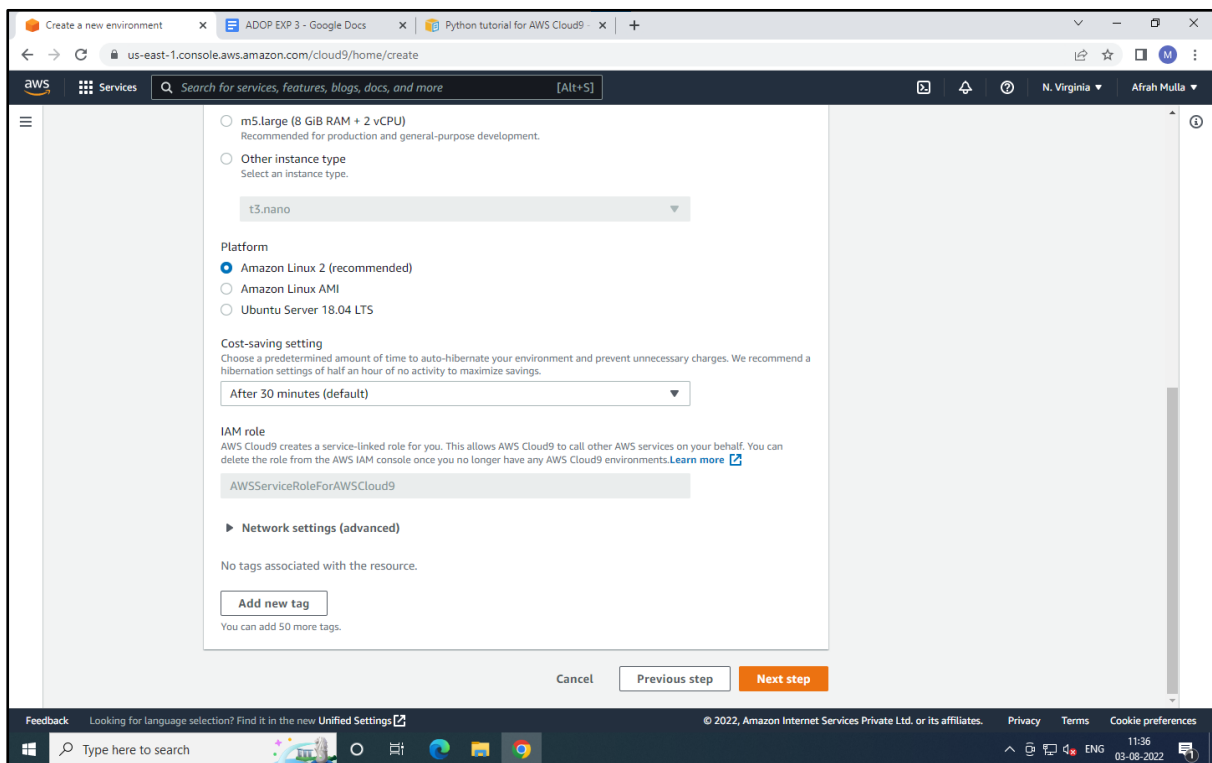 Create a new environment
ADOP EXP 3 - Google Docs
Python tutorial for AWS Cloud9 -
us-east-1.console.aws.amazon.com/cloud9/home/create
M
aws
Services
Search for services, features, blogs, docs, and more
[Alt+S]
N. Virginia
Afrah Mulla
m5.large (8 GiB RAM + 2 vCPU)
Recommended for production and general-purpose development.
Other instance type
Select an instance type.
t3.nano
Platform
Amazon Linux 2 (recommended)
Amazon Linux AMI
Ubuntu Server 18.04 LTS
Cost-saving setting
Choose a predetermined amount of time to auto-hibernate your environment and prevent unnecessary charges. We recommend a
hibernation settings of half an hour of no activity to maximize savings.
After 30 minutes (default)
IAM role
AWS Cloud9 creates a service-linked role for you. This allows AWS Cloud9 to call other AWS services on your behalf. You can
delete the role from the AWS IAM console once you no longer have any AWS Cloud9 environments.Learn more
AWSServiceRoleForAWSCloud9
Network settings (advanced)
No tags associated with the resource.
Add new tag
You can add 50 more tags.
Cancel
Previous step
Next step
Feedback
Looking for language selection? Find it in the new Unified Settings
© 2022, Amazon Internet Services Private Ltd. or its affiliates.
Privacy
Terms
Cookie preferences
Type here to search
ENG
11:36
03-08-2022
1